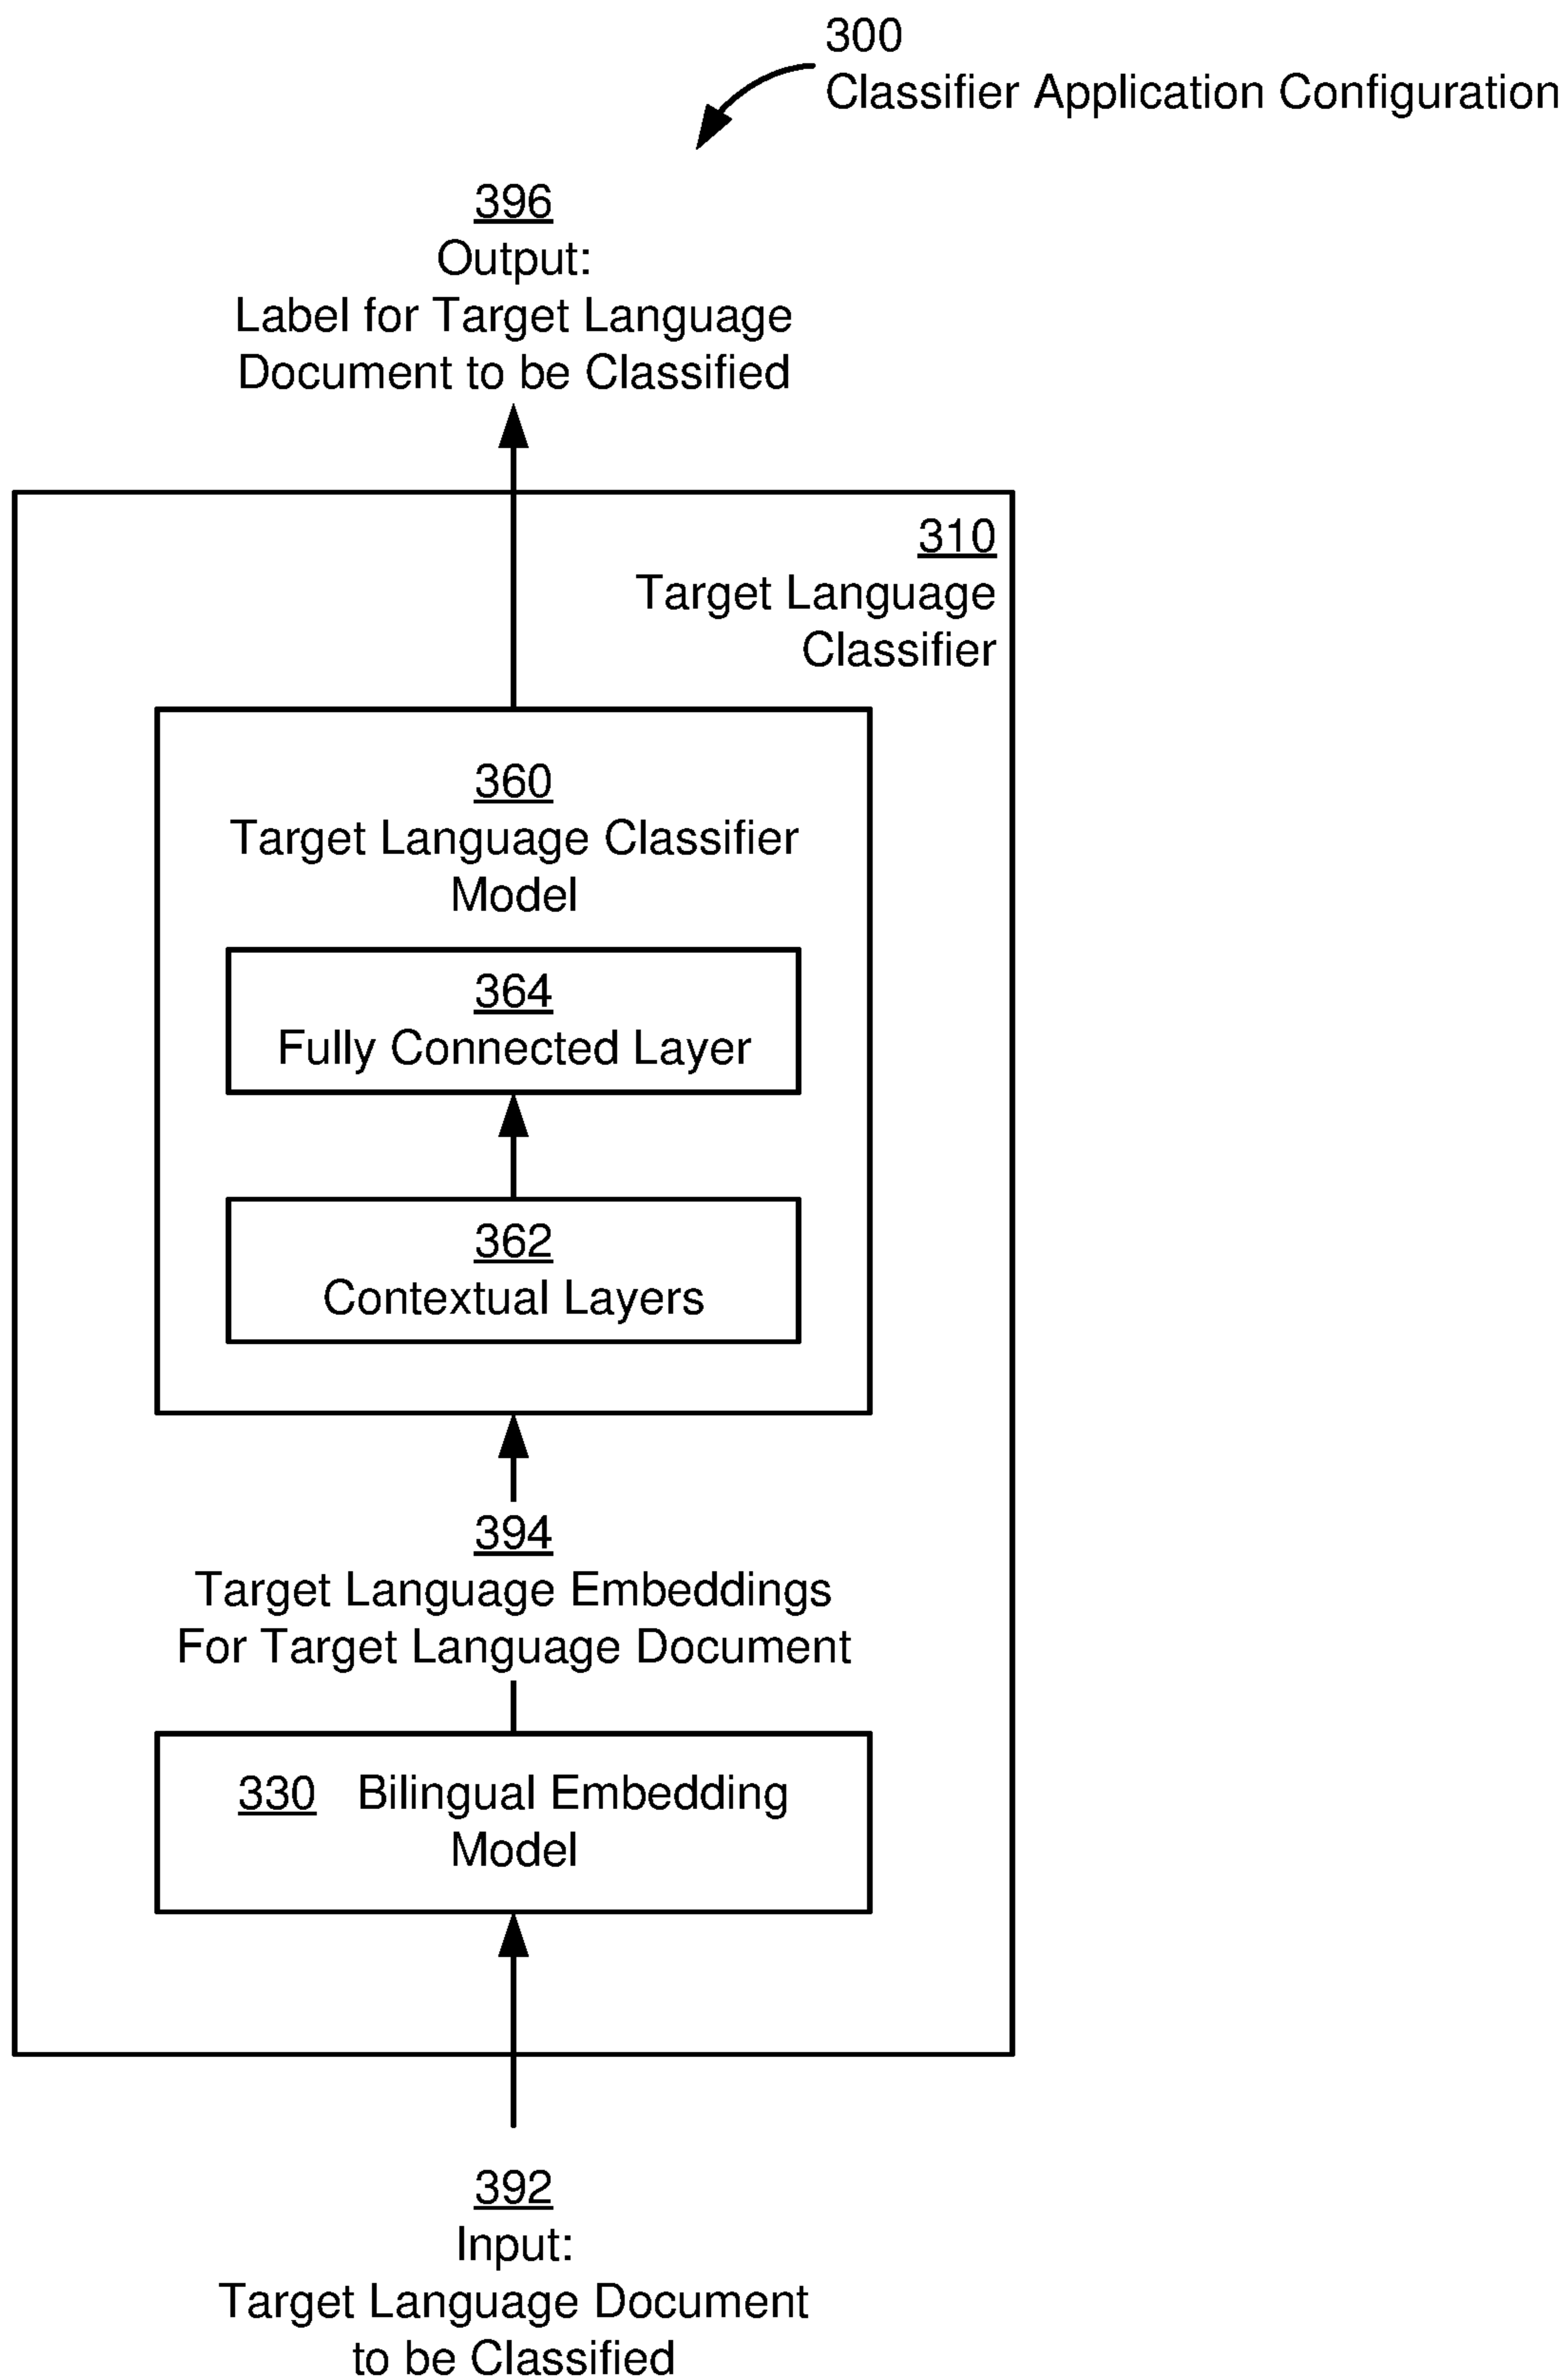 300
Classifier Application Configuration
396
Output:
Label for Target Language
Document to be Classified
310
Target Language
Classifier
360
Target Language Classifier
Model
364
Fully Connected Layer
362
Contextual Layers
394
Target Language Embeddings
For Target Language Document
330 Bilingual Embedding
Model
392
Input:
Target Language Document
to be Classified